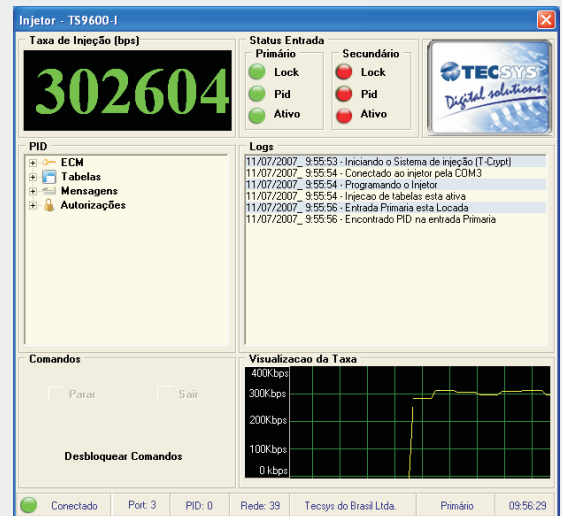 Injetor - TS9600-I
Taxa de Injeção (bps)
302604
Status Entrada
Primário
Lock
Pid
Ativo
Secundário
Lock
Pid
Ativo
TECSYS
Digital solutions
PID
ECM
Tabelas
Mensagens
Autorizações
Logs
11/07/2007_ 9:55:53 - Iniciando o Sistema de injeção (T-Crypt)
11/07/2007_ 9:55:54 - Conectado ao injetor pela COM3
11/07/2007_ 9:55:54 - Programando o Injetor
11/07/2007_ 9:55:54 - Injecao de tabelas esta ativa
11/07/2007_ 9:55:56 - Entrada Primaria esta Locada
11/07/2007_ 9:55:56 - Encontrado PID na entrada Primaria
Comandos
Parar
Sair
Desbloquear Comandos
Visualizacao da Taxa
400Kbps
300Kbps
200Kbps
100Kbps
0 kbps
Conectado
Port: 3
PID: 0
Rede: 39
Tecsys do Brasil Ltda.
Primário
09:56:29